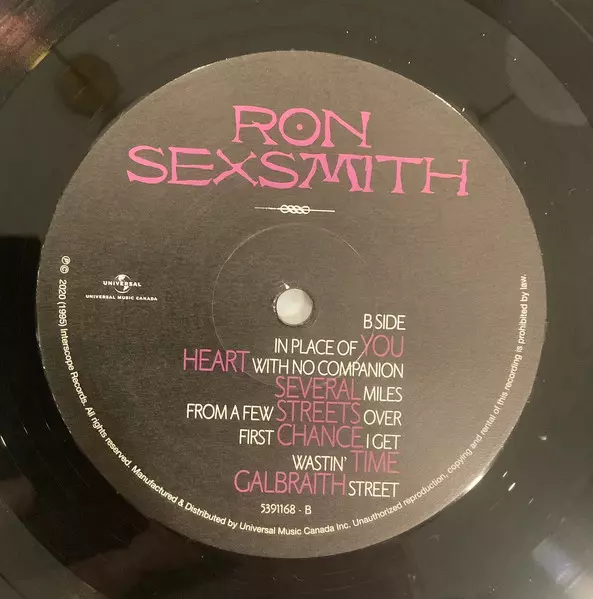 RON
SEXSMITH
UNIVERSAL
UNIVERSAL MUSIC CANADA
B SIDE
IN PLACE OF YOU
HEART WITH NO COMPANION
SEVERAL MILES
FROM A FEW STREETS OVER
FIRST CHANCE I GET
WASTIN' TIME
GALBRAITH STREET
5391168 - B
℗© 2020 (1995) Interscope Records. All rights reserved. Manufactured & Distributed by Universal Music Canada Inc. Unauthorized reproduction, copying and rental of this recording is prohibited by law.